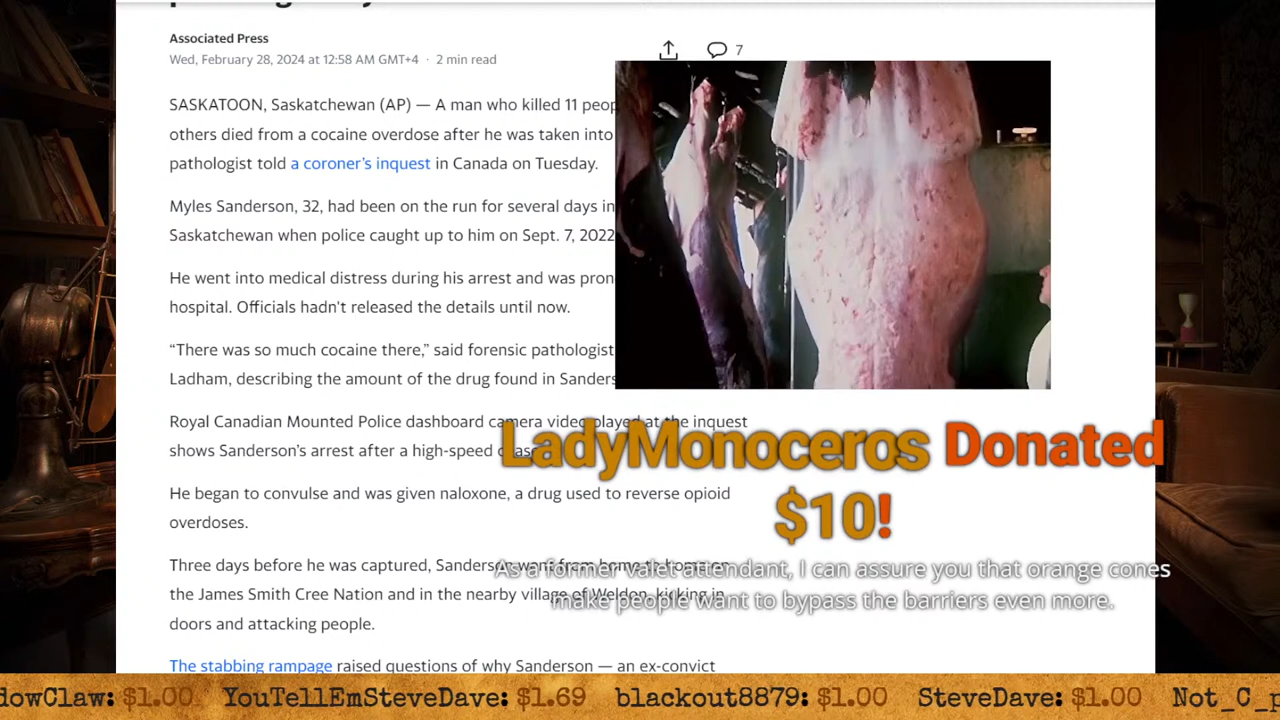 Associated Press
Wed, February 28, 2024 at 12:58 AM GMT+4 · 2 min read
7
SASKATOON, Saskatchewan (AP) — A man who killed 11 peop
others died from a cocaine overdose after he was taken into
pathologist told a coroner's inquest in Canada on Tuesday.
Myles Sanderson, 32, had been on the run for several days in
Saskatchewan when police caught up to him on Sept. 7, 2022
He went into medical distress during his arrest and was pron
hospital. Officials hadn't released the details until now.
“There was so much cocaine there,” said forensic pathologist
Ladham, describing the amount of the drug found in Sanders
Royal Canadian Mounted Police dashboard camera video played at the inquest
shows Sanderson's arrest after a high-speed chase
LadyMonoceros Donated
$10!
He began to convulse and was given naloxone, a drug used to reverse opioid
overdoses.
As a former valet attendant, I can assure you that orange cones
make people want to bypass the barriers even more.
Three days before he was captured, Sanderson went from home to home on
the James Smith Cree Nation and in the nearby village of Weldon, kicking in
doors and attacking people.
The stabbing rampage raised questions of why Sanderson — an ex-convict
dowClaw: $1.00 YouTellEmSteveDave: $1.69 blackout8879: $1.00 SteveDave: $1.00 Not_C_p